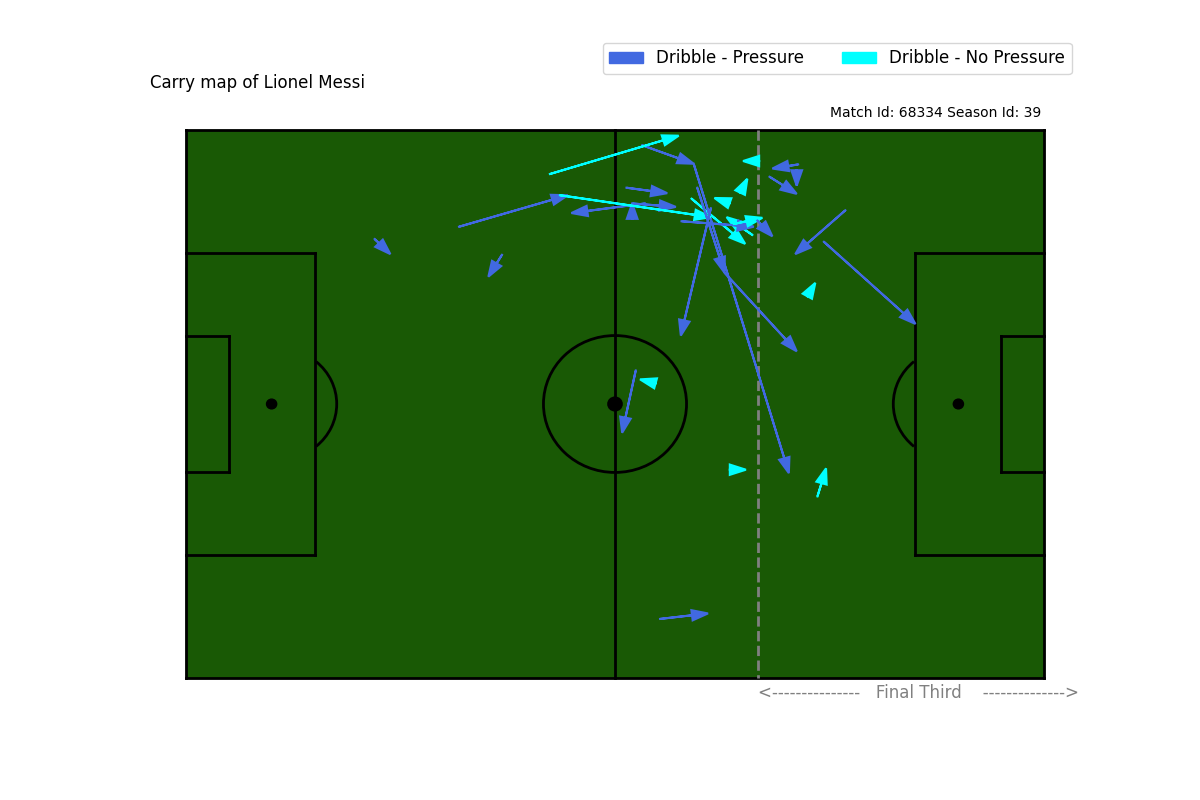 Dribble - Pressure Dribble - No Pressure
Carry map of Lionel Messi
Match Id: 68334 Season Id: 39
<--------------- Final Third -------------->